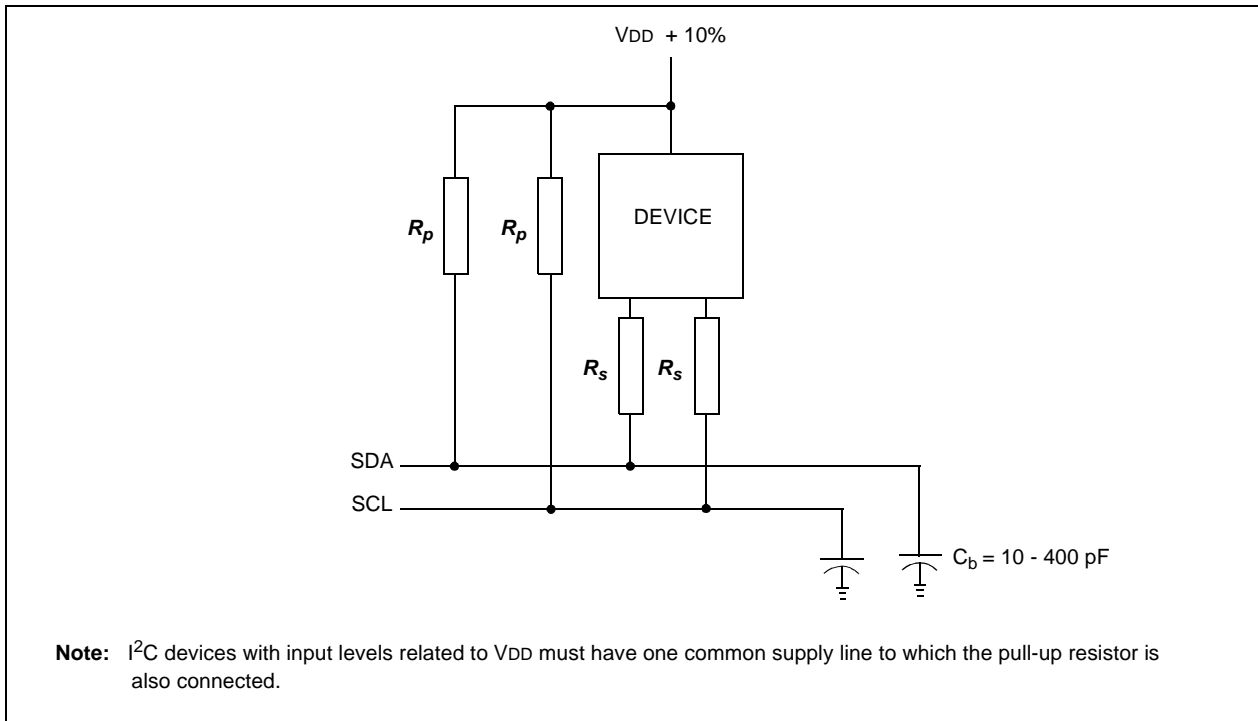 VDD + 10%
Rp
Rp
DEVICE
Rs
Rs
SDA
SCL
Cb = 10 - 400 pF
Note: I2C devices with input levels related to VDD must have one common supply line to which the pull-up resistor is
also connected.